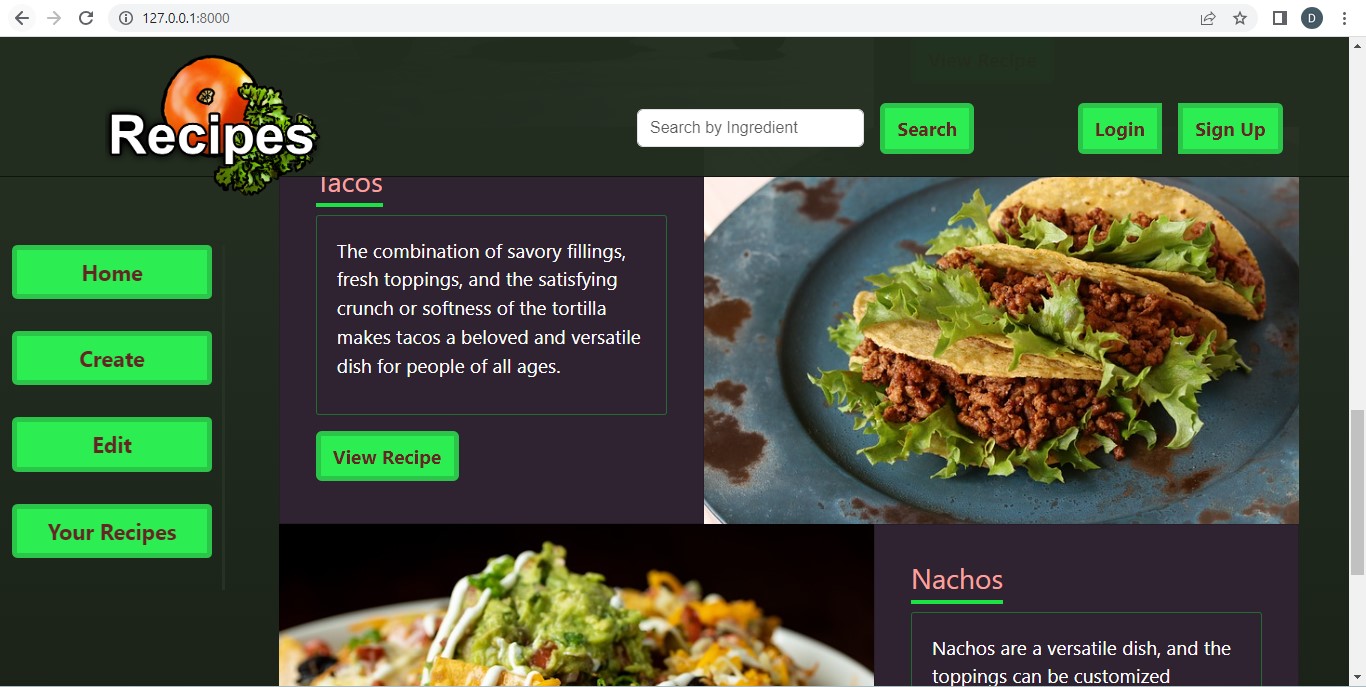 127.0.0.1:8000
D
View Recipe
Recipes
Search by Ingredient
Search
Login
Sign Up
Tacos
The combination of savory fillings,
fresh toppings, and the satisfying
crunch or softness of the tortilla
makes tacos a beloved and versatile
dish for people of all ages.
View Recipe
Home
Create
Edit
Your Recipes
Nachos
Nachos are a versatile dish, and the
toppings can be customized